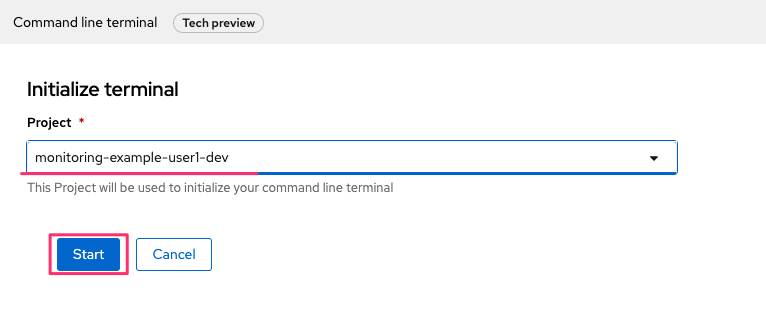 Command line terminal Tech preview
Initialize terminal
Project *
monitoring-example-user1-dev
This Project will be used to initialize your command line terminal
Start Cancel